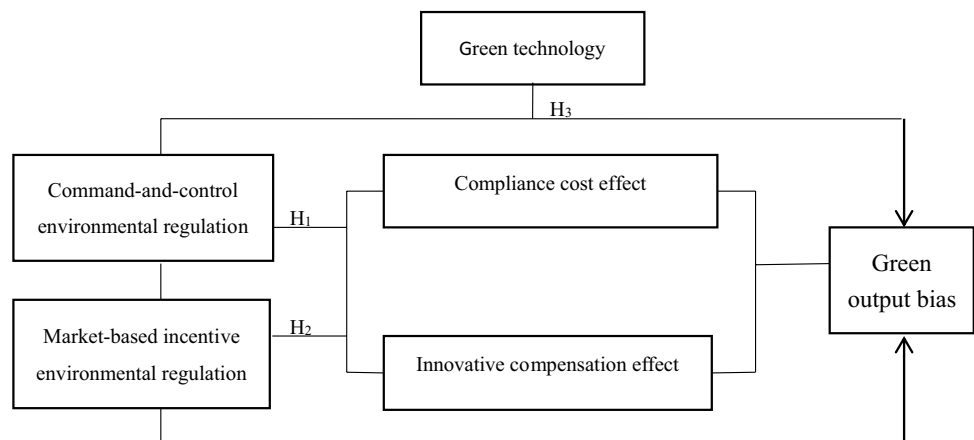 Green technology
H3
Command-and-control
environmental regulation
H1
Compliance cost effect
Green
output bias
Market-based incentive
environmental regulation
H2
Innovative compensation effect